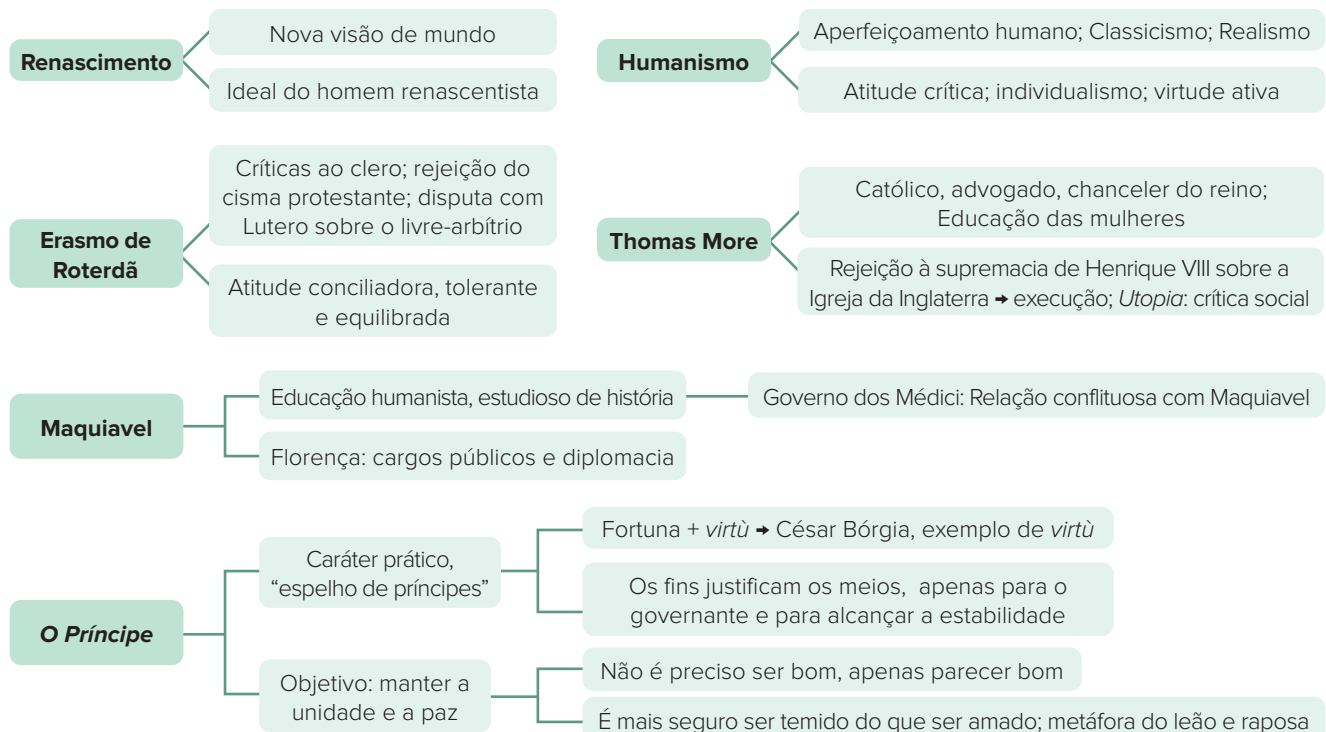 Renascimento
Nova visão de mundo
Ideal do homem renascentista
Humanismo
Aperfeiçoamento humano; Classicismo; Realismo
Atitude crítica; individualismo; virtude ativa
Erasmo de
Roterdã
Críticas ao clero; rejeição do
cisma protestante; disputa com
Lutero sobre o livre-arbítrio
Atitude conciliadora, tolerante
e equilibrada
Thomas More
Católico, advogado, chanceler do reino;
Educação das mulheres
Rejeição à supremacia de Henrique VIII sobre a
Igreja da Inglaterra → execução; Utopia: crítica social
Maquiavel
Educação humanista, estudioso de história
Governo dos Médici: Relação conflituosa com Maquiavel
Florença: cargos públicos e diplomacia
O Príncipe
Caráter prático,
“espelho de príncipes”
Fortuna + virtù → César Bórgia, exemplo de virtù
Os fins justificam os meios, apenas para o
governante e para alcançar a estabilidade
Objetivo: manter a
unidade e a paz
Não é preciso ser bom, apenas parecer bom
É mais seguro ser temido do que ser amado; metáfora do leão e raposa